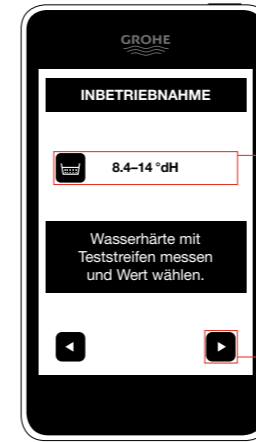 GROHE
INBETRIEBNAHME
8.4–14 °dH
Wasserhärte mit
Teststreifen messen
und Wert wählen.